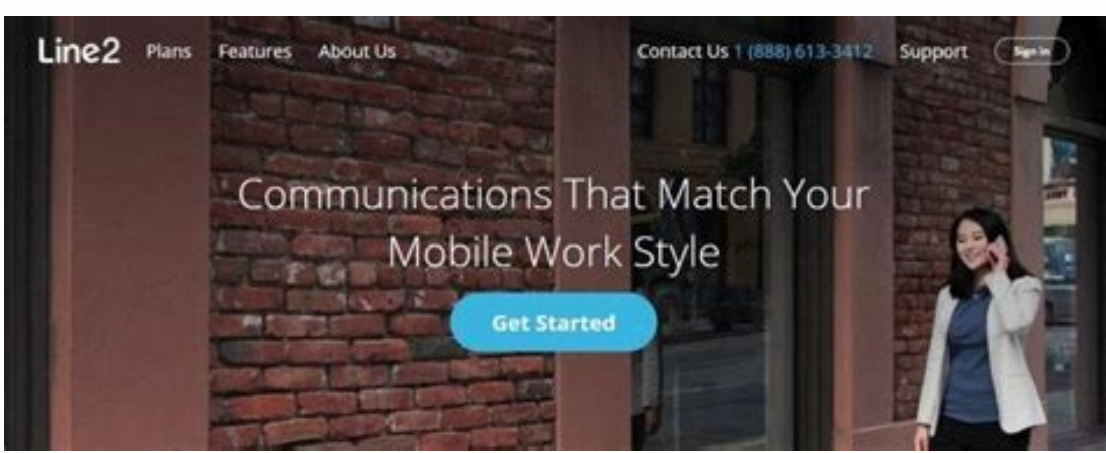 Line2 Plans Features About Us Contact Us 1 (888) 613-3412 Support Sign in
Communications That Match Your
Mobile Work Style
Get Started